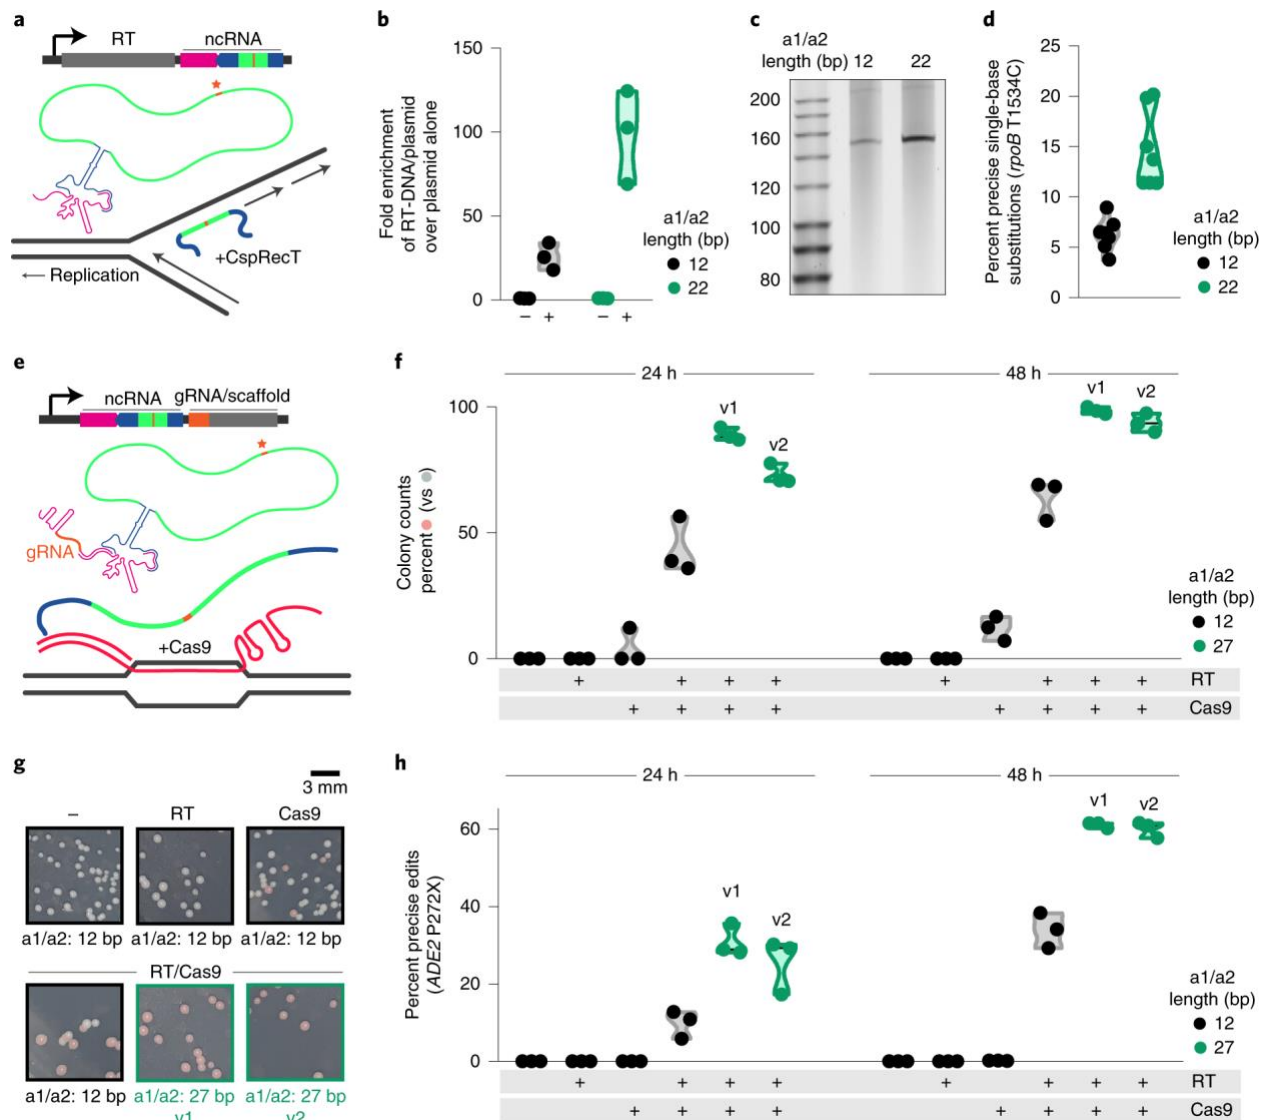 a
RT
ncRNA
+CspRecT
← Replication
b
Fold enrichment
of RT-DNA/plasmid
over plasmid alone
150
100
50
0
– + – +
a1/a2
length (bp)
12
22
c
a1/a2
length (bp) 12 22
200
160
120
100
80
d
Percent precise single-base
substitutions (rpoB T1534C)
25
20
15
10
5
0
a1/a2
length (bp)
12
22
e
ncRNA gRNA/scaffold
gRNA
+Cas9
f
24 h
48 h
Colony counts
percent (vs )
100
50
0
v1
v2
v1
v2
a1/a2
length (bp)
12
27
+ + + + + + + + RT
+ + + + + + + + Cas9
g
3 mm
– RT Cas9
a1/a2: 12 bp a1/a2: 12 bp a1/a2: 12 bp
RT/Cas9
a1/a2: 12 bp a1/a2: 27 bp a1/a2: 27 bp
v1 v2
h
24 h
48 h
Percent precise edits
(ADE2 P272X)
60
40
20
0
v1
v2
v1
v2
a1/a2
length (bp)
12
27
+ + + + + + + + RT
+ + + + + + + + Cas9